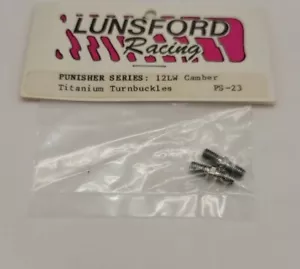 LUNSFORD
Racing
PUNISHER SERIES: 12LW Camber
Titanium Turnbuckles PS-23